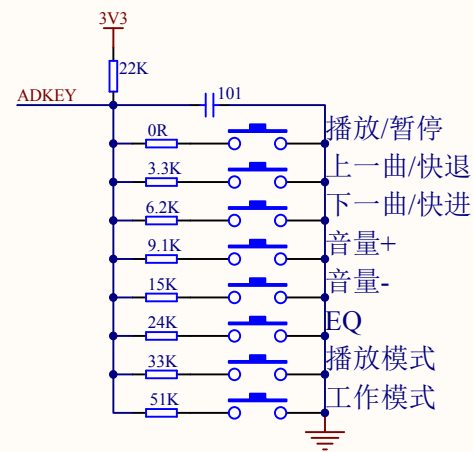 3V3
22K
ADKEY
101
0R
播放/暂停
3.3K
上一曲/快退
6.2K
下一曲/快进
9.1K
音量+
15K
音量-
24K
EQ
33K
播放模式
51K
工作模式